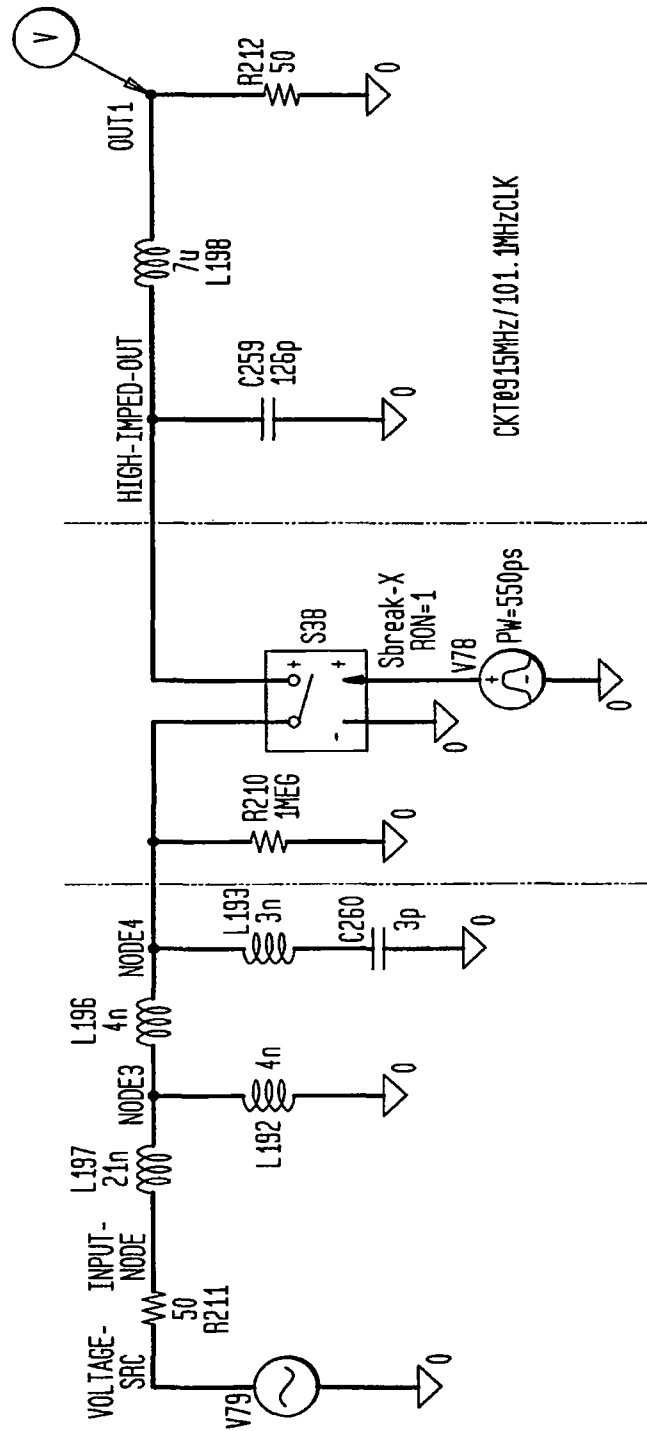 VOLTAGE-
SRC
V79
0
50
R211
INPUT-
NODE
L197
21n
NODE3
L192
4n
0
L196
4n
NODE4
L193
3n
C260
3p
0
R210
1MEG
0
S38
+
+
-
0
Sbreak-X
RON=1
V78
+
-
PW=550ps
0
HIGH-IMPED-OUT
C259
126p
0
7u
L198
OUT1
V
R212
50
0
CKT@915MHz/101.1MHzCLK